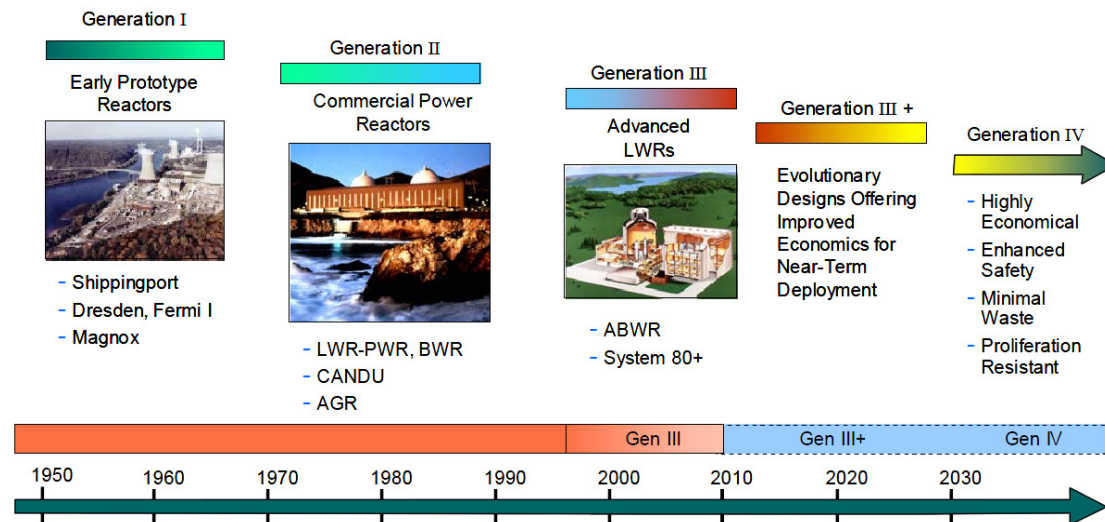 Generation I
Early Prototype
Reactors
- Shippingport
- Dresden, Fermi I
- Magnox
Generation II
Commercial Power
Reactors
- LWR-PWR, BWR
- CANDU
- AGR
Generation III
Advanced
LWRs
- ABWR
- System 80+
Generation III +
Evolutionary
Designs Offering
Improved
Economics for
Near-Term
Deployment
Generation IV
- Highly
Economical
- Enhanced
Safety
- Minimal
Waste
- Proliferation
Resistant
Gen III Gen III+ Gen IV
1950 1960 1970 1980 1990 2000 2010 2020 2030